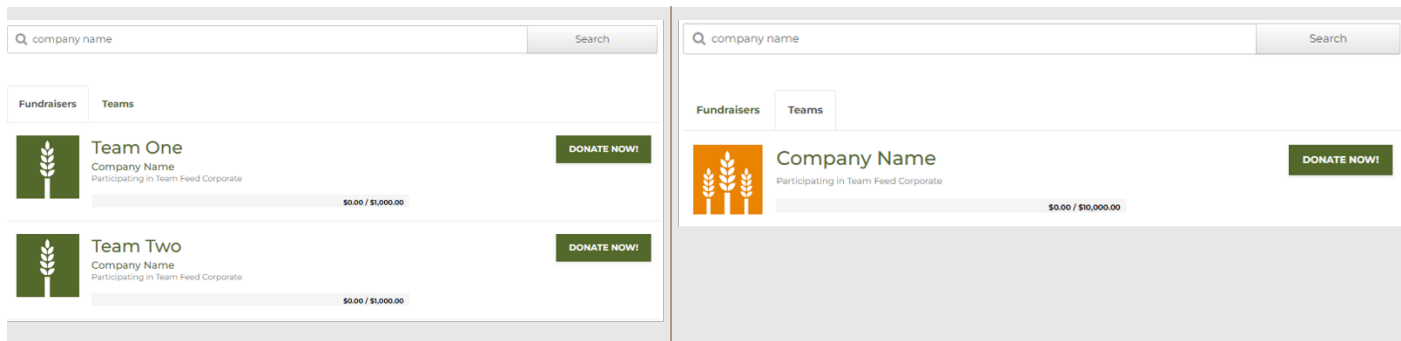 company name
Search
Fundraisers Teams
Team One
DONATE NOW!
Company Name
Participating in Team Feed Corporate
$0.00 / $1,000.00
Team Two
DONATE NOW!
Company Name
Participating in Team Feed Corporate
$0.00 / $1,000.00
company name
Search
Fundraisers Teams
Company Name
DONATE NOW!
Participating in Team Feed Corporate
$0.00 / $10,000.00